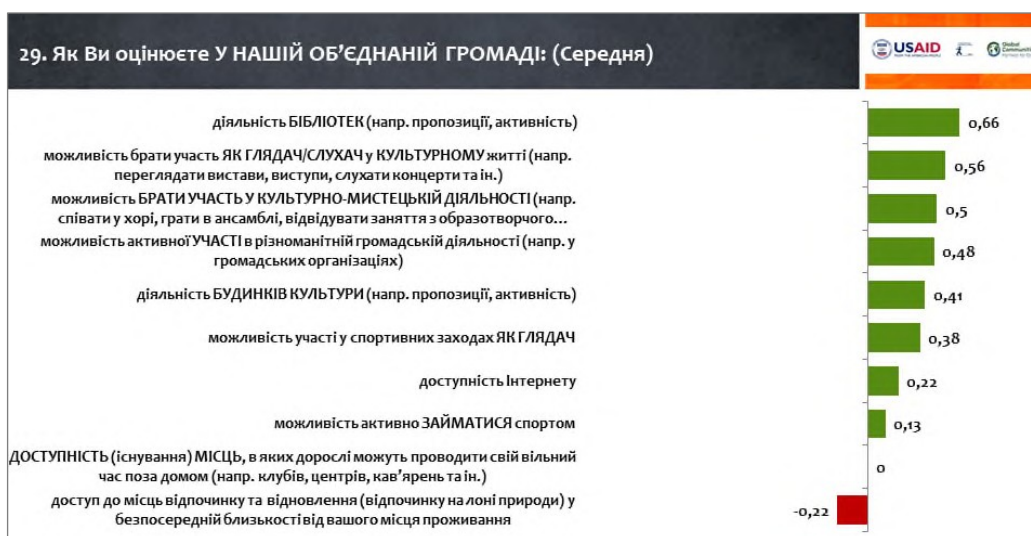 29. Як Ви оцінюєте У НАШІЙ ОБ’ЄДНАНІЙ ГРОМАДІ: (Середня)
USAID
FROM THE AMERICAN PEOPLE
Global
Communities
діяльність БІБЛІОТЕК (напр. пропозиції, активність)
0,66
можливість брати участь ЯК ГЛЯДАЧ/СЛУХАЧ у КУЛЬТУРНОМУ житті (напр.
переглядати вистави, виступи, слухати концерти та ін.)
0,56
можливість БРАТИ УЧАСТЬ У КУЛЬТУРНО-МИСТЕЦЬКІЙ ДІЯЛЬНОСТІ (напр.
співати у хорі, грати в ансамблі, відвідувати заняття з образотворчого…
0,5
можливість активної УЧАСТІ в різноманітній громадській діяльності (напр. у
громадських організаціях)
0,48
діяльність БУДИНКІВ КУЛЬТУРИ (напр. пропозиції, активність)
0,41
можливість участі у спортивних заходах ЯК ГЛЯДАЧ
0,38
доступність Інтернету
0,22
можливість активно ЗАЙМАТИСЯ спортом
0,13
ДОСТУПНІСТЬ (існування) МІСЦЬ, в яких дорослі можуть проводити свій вільний
час поза домом (напр. клубів, центрів, кав’ярень та ін.)
0
доступ до місць відпочинку та відновлення (відпочинку на лоні природи) у
безпосередній близькості від вашого місця проживання
-0,22